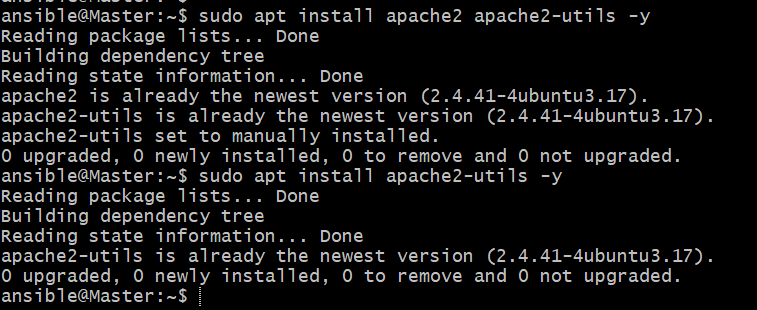 ansible@Master:~$ sudo apt install apache2 apache2-utils -y
Reading package lists... Done
Building dependency tree
Reading state information... Done
apache2 is already the newest version (2.4.41-4ubuntu3.17).
apache2-utils is already the newest version (2.4.41-4ubuntu3.17).
apache2-utils set to manually installed.
0 upgraded, 0 newly installed, 0 to remove and 0 not upgraded.
ansible@Master:~$ sudo apt install apache2-utils -y
Reading package lists... Done
Building dependency tree
Reading state information... Done
apache2-utils is already the newest version (2.4.41-4ubuntu3.17).
0 upgraded, 0 newly installed, 0 to remove and 0 not upgraded.
ansible@Master:~$